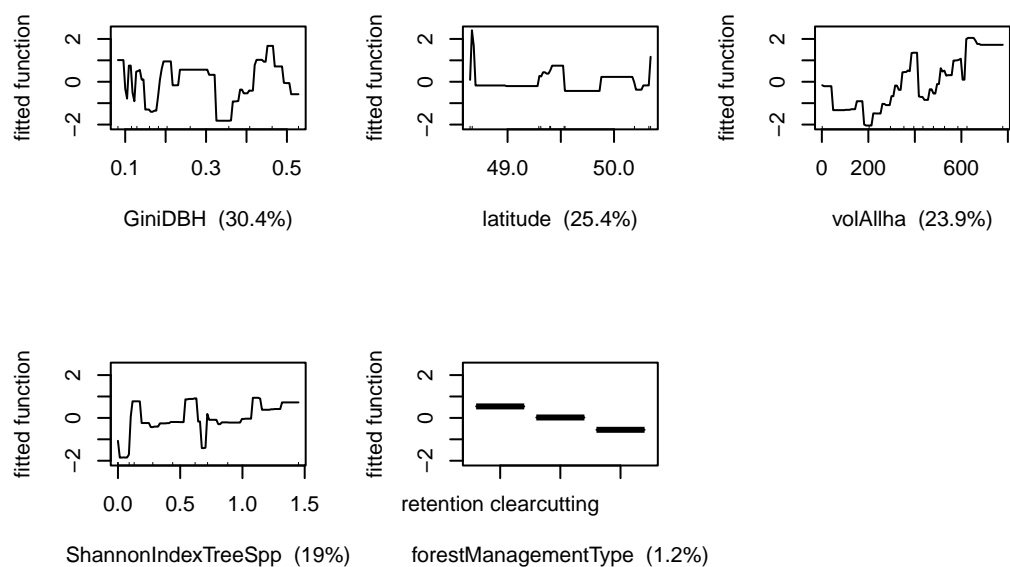 fitted function
2
0
−2
0.1 0.3 0.5
GiniDBH (30.4%)
fitted function
2
0
−2
49.0 50.0
latitude (25.4%)
fitted function
2
0
−2
0 200 600
volAllha (23.9%)
fitted function
2
0
−2
0.0 0.5 1.0 1.5
ShannonIndexTreeSpp (19%)
fitted function
2
0
−2
retention clearcutting
forestManagementType (1.2%)